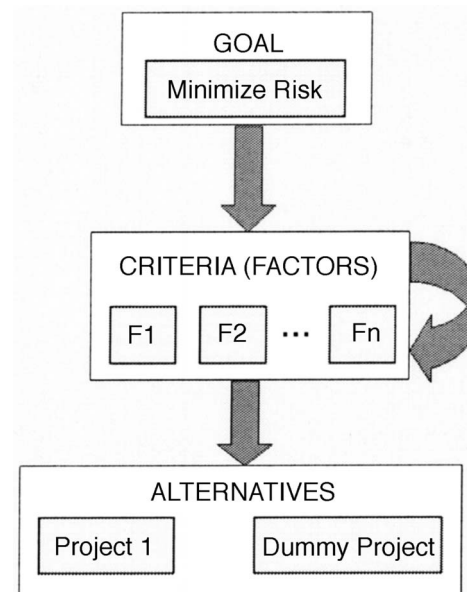 GOAL
Minimize Risk
CRITERIA (FACTORS)
F1 F2 ... Fn
ALTERNATIVES
Project 1 Dummy Project